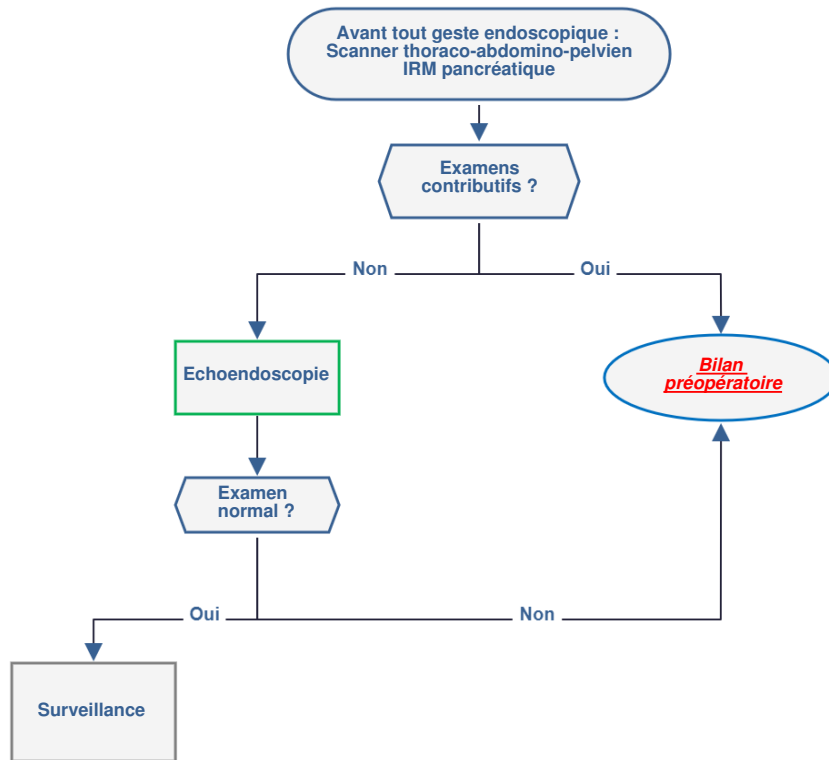 Avant tout geste endoscopique :
Scanner thoraco-abdomino-pelvien
IRM pancréatique
Examens
contributifs ?
Non
Oui
Echoendoscopie
Bilan
préopératoire
Examen
normal ?
Oui
Non
Surveillance